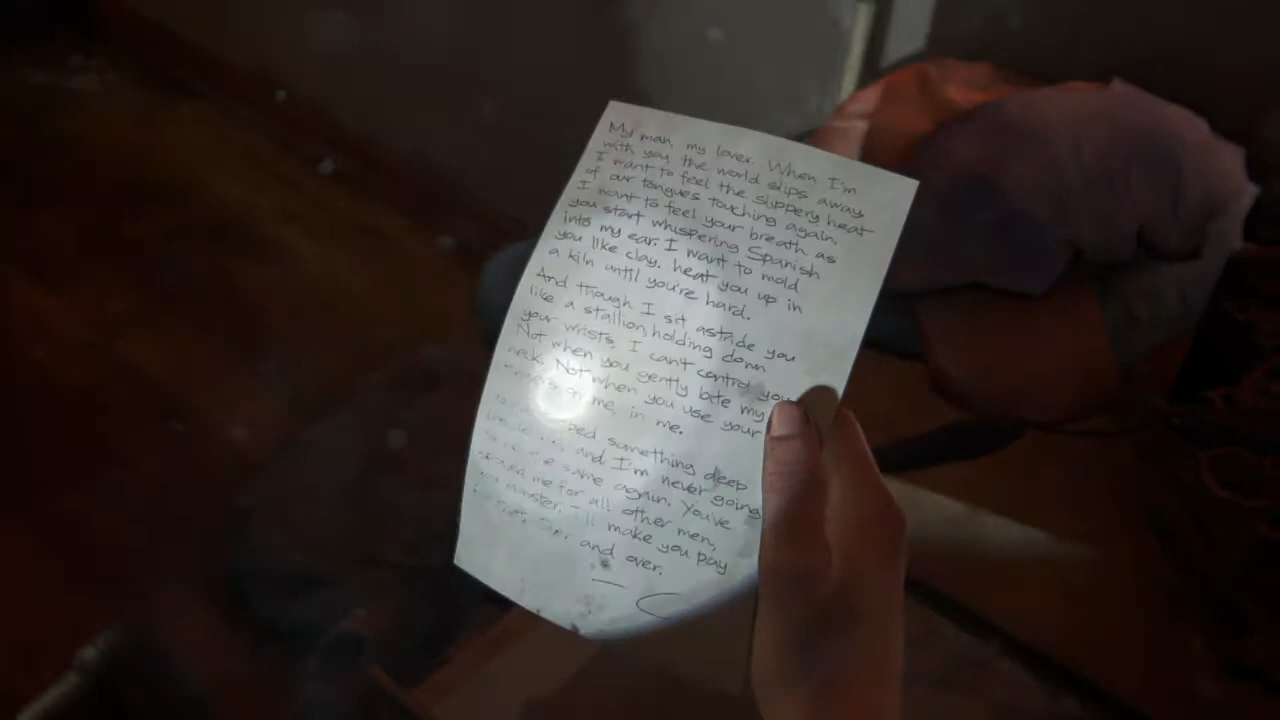 My man, my lover. When I'm
with you the world slips away.
I want to feel the slippery heat
of our tongues touching again.
I want to feel your breath as
you start whispering Spanish
into my ear. I want to mold
you like clay. heat you up in
a kiln until you're hard.
And though I sit astride you
like a stallion, holding down
your wrists, I can't control you
Not when you gently bite my
neck. Not when you use your
on me, in me.
something deep
and I'm never going
same again. You've
me for all other men,
monster. I'll make you pay
and over.
— C